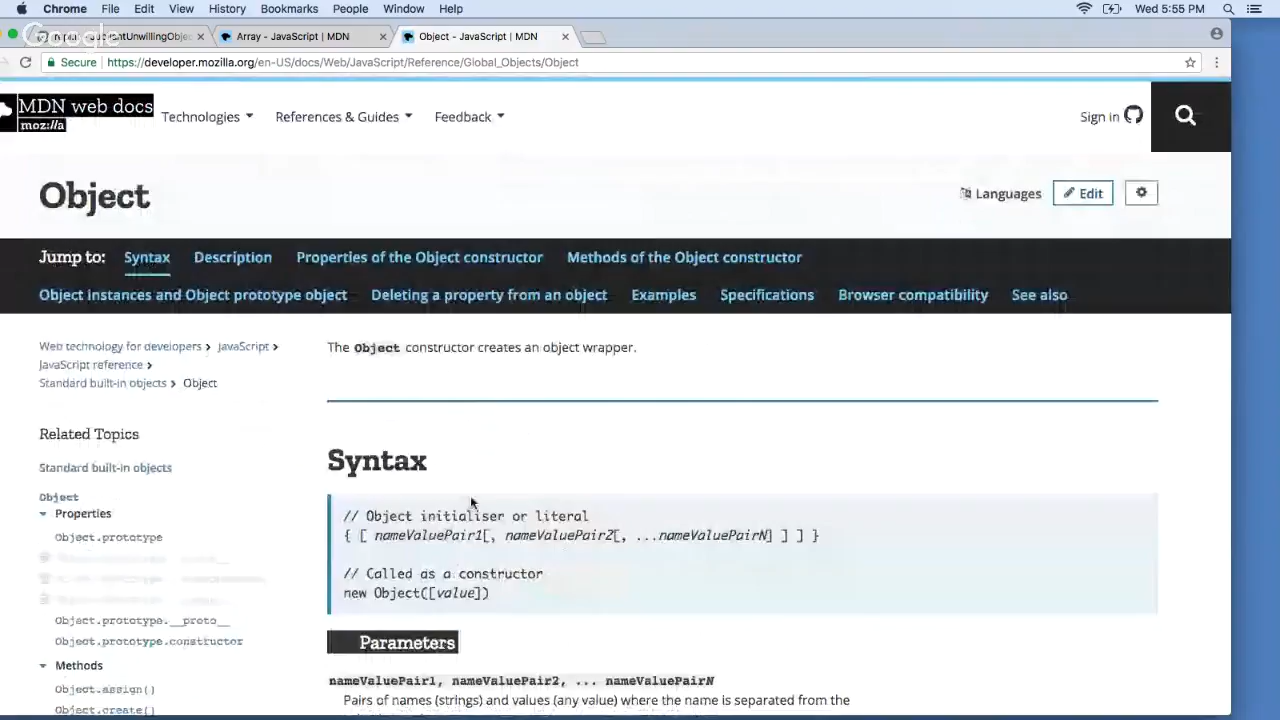 Chrome File Edit View History Bookmarks People Window Help Wed 5:55 PM
Google
Array - JavaScript | MDN
Object - JavaScript | MDN
Secure https://developer.mozilla.org/en-US/docs/Web/JavaScript/Reference/Global_Objects/Object
MDN web docs
moz://a
Technologies References & Guides Feedback Sign in
Object
Languages Edit
Jump to: Syntax Description Properties of the Object constructor Methods of the Object constructor
Object instances and Object prototype object Deleting a property from an object Examples Specifications Browser compatibility See also
Web technology for developers › JavaScript ›
JavaScript reference ›
Standard built-in objects › Object
The Object constructor creates an object wrapper.
Related Topics
Standard built-in objects
Object
Properties
Object.prototype
Object.prototype.__proto__
Object.prototype.constructor
Methods
Object.assign()
Object.create()
Syntax
// Object initialiser or literal
{ [ nameValuePair1[, nameValuePair2[, ...nameValuePairN] ] ] }
// Called as a constructor
new Object([value])
Parameters
nameValuePair1, nameValuePair2, ... nameValuePairN
Pairs of names (strings) and values (any value) where the name is separated from the